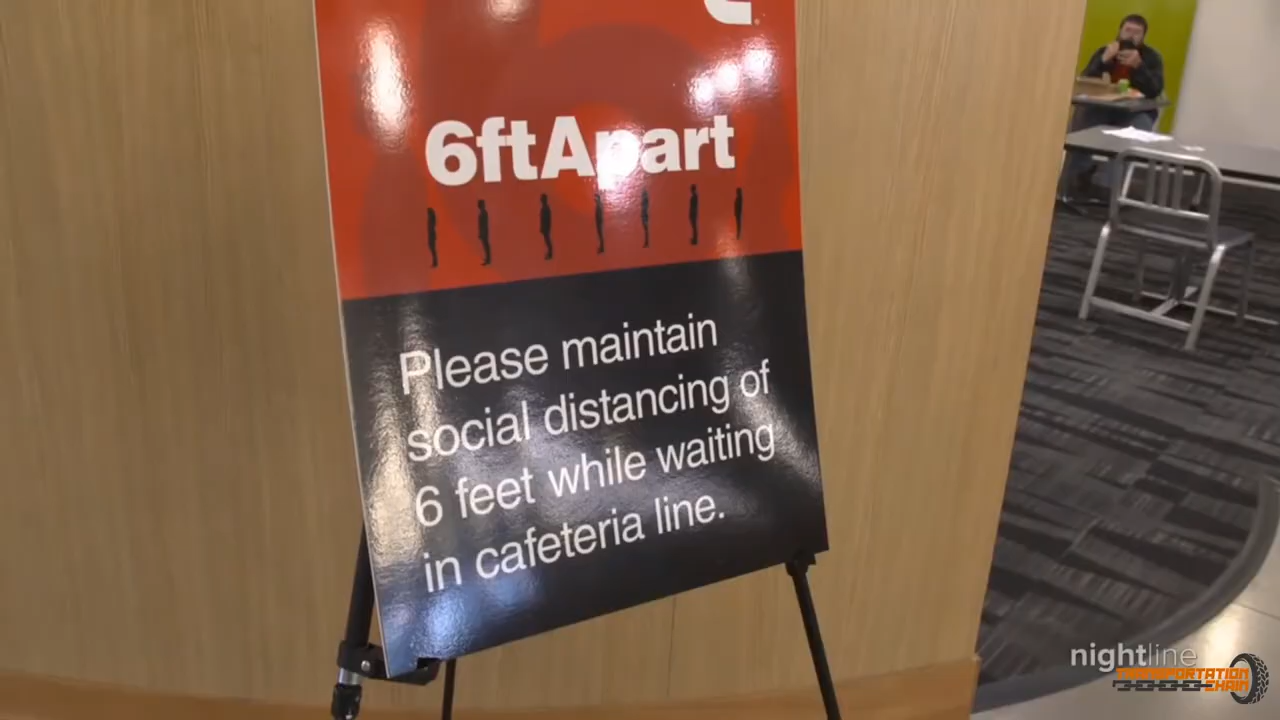 6ftApart
Please maintain
social distancing of
6 feet while waiting
in cafeteria line.
nightline
TRANSPORTATION
CHAIN